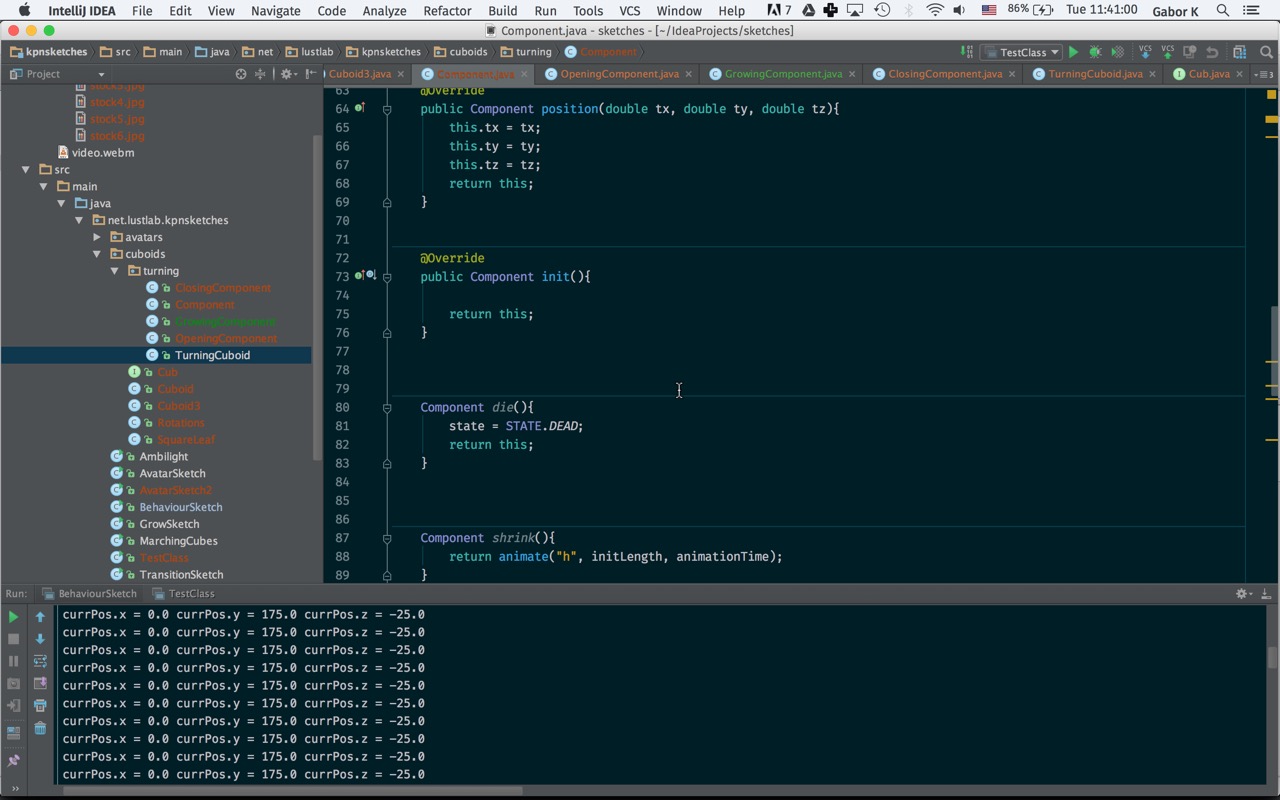 IntelliJ IDEA File Edit View Navigate Code Analyze Refactor Build Run Tools VCS Window Help 7 86% Tue 11:41:00 Gabor K
Component.java - sketches - [~/IdeaProjects/sketches]
kpnsketches src main java net lustlab kpnsketches cuboids turning Component TestClass VCS VCS
Project Cuboid3.java Component.java OpeningComponent.java GrowingComponent.java ClosingComponent.java TurningCuboid.java Cub.java 3
stock3.jpg
stock4.jpg
stock5.jpg
stock6.jpg
video.webm
src
main
java
net.lustlab.kpnsketches
avatars
cuboids
turning
ClosingComponent
Component
GrowingComponent
OpeningComponent
TurningCuboid
Cub
Cuboid
Cuboid3
Rotations
SquareLeaf
Ambilight
AvatarSketch
AvatarSketch2
BehaviourSketch
GrowSketch
MarchingCubes
TestClass
TransitionSketch
63 @Override
64 public Component position(double tx, double ty, double tz){
65 this.tx = tx;
66 this.ty = ty;
67 this.tz = tz;
68 return this;
69 }
70
71
72 @Override
73 public Component init(){
74
75 return this;
76 }
77
78
79
80 Component die(){
81 state = STATE.DEAD;
82 return this;
83 }
84
85
86
87 Component shrink(){
88 return animate("h", initLength, animationTime);
89 }
Run: BehaviourSketch TestClass
currPos.x = 0.0 currPos.y = 175.0 currPos.z = -25.0
currPos.x = 0.0 currPos.y = 175.0 currPos.z = -25.0
currPos.x = 0.0 currPos.y = 175.0 currPos.z = -25.0
currPos.x = 0.0 currPos.y = 175.0 currPos.z = -25.0
currPos.x = 0.0 currPos.y = 175.0 currPos.z = -25.0
currPos.x = 0.0 currPos.y = 175.0 currPos.z = -25.0
currPos.x = 0.0 currPos.y = 175.0 currPos.z = -25.0
currPos.x = 0.0 currPos.y = 175.0 currPos.z = -25.0
currPos.x = 0.0 currPos.y = 175.0 currPos.z = -25.0
currPos.x = 0.0 currPos.y = 175.0 currPos.z = -25.0